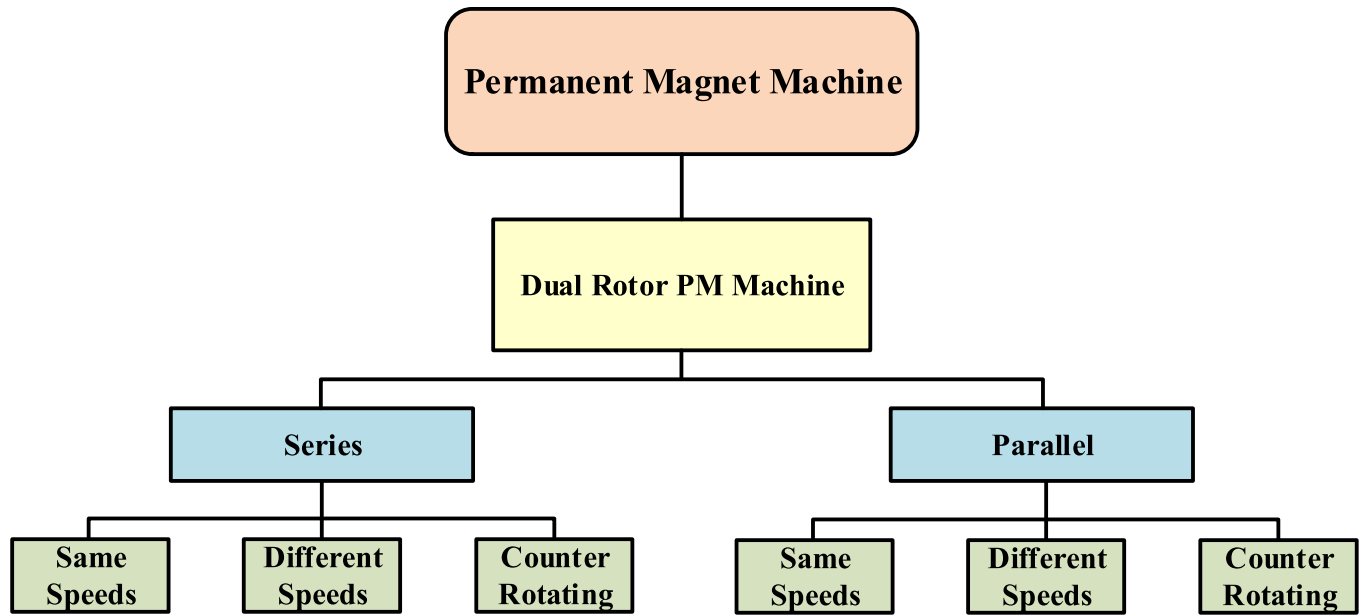 Permanent Magnet Machine
Dual Rotor PM Machine
Series
Parallel
Same
Speeds
Different
Speeds
Counter
Rotating
Same
Speeds
Different
Speeds
Counter
Rotating